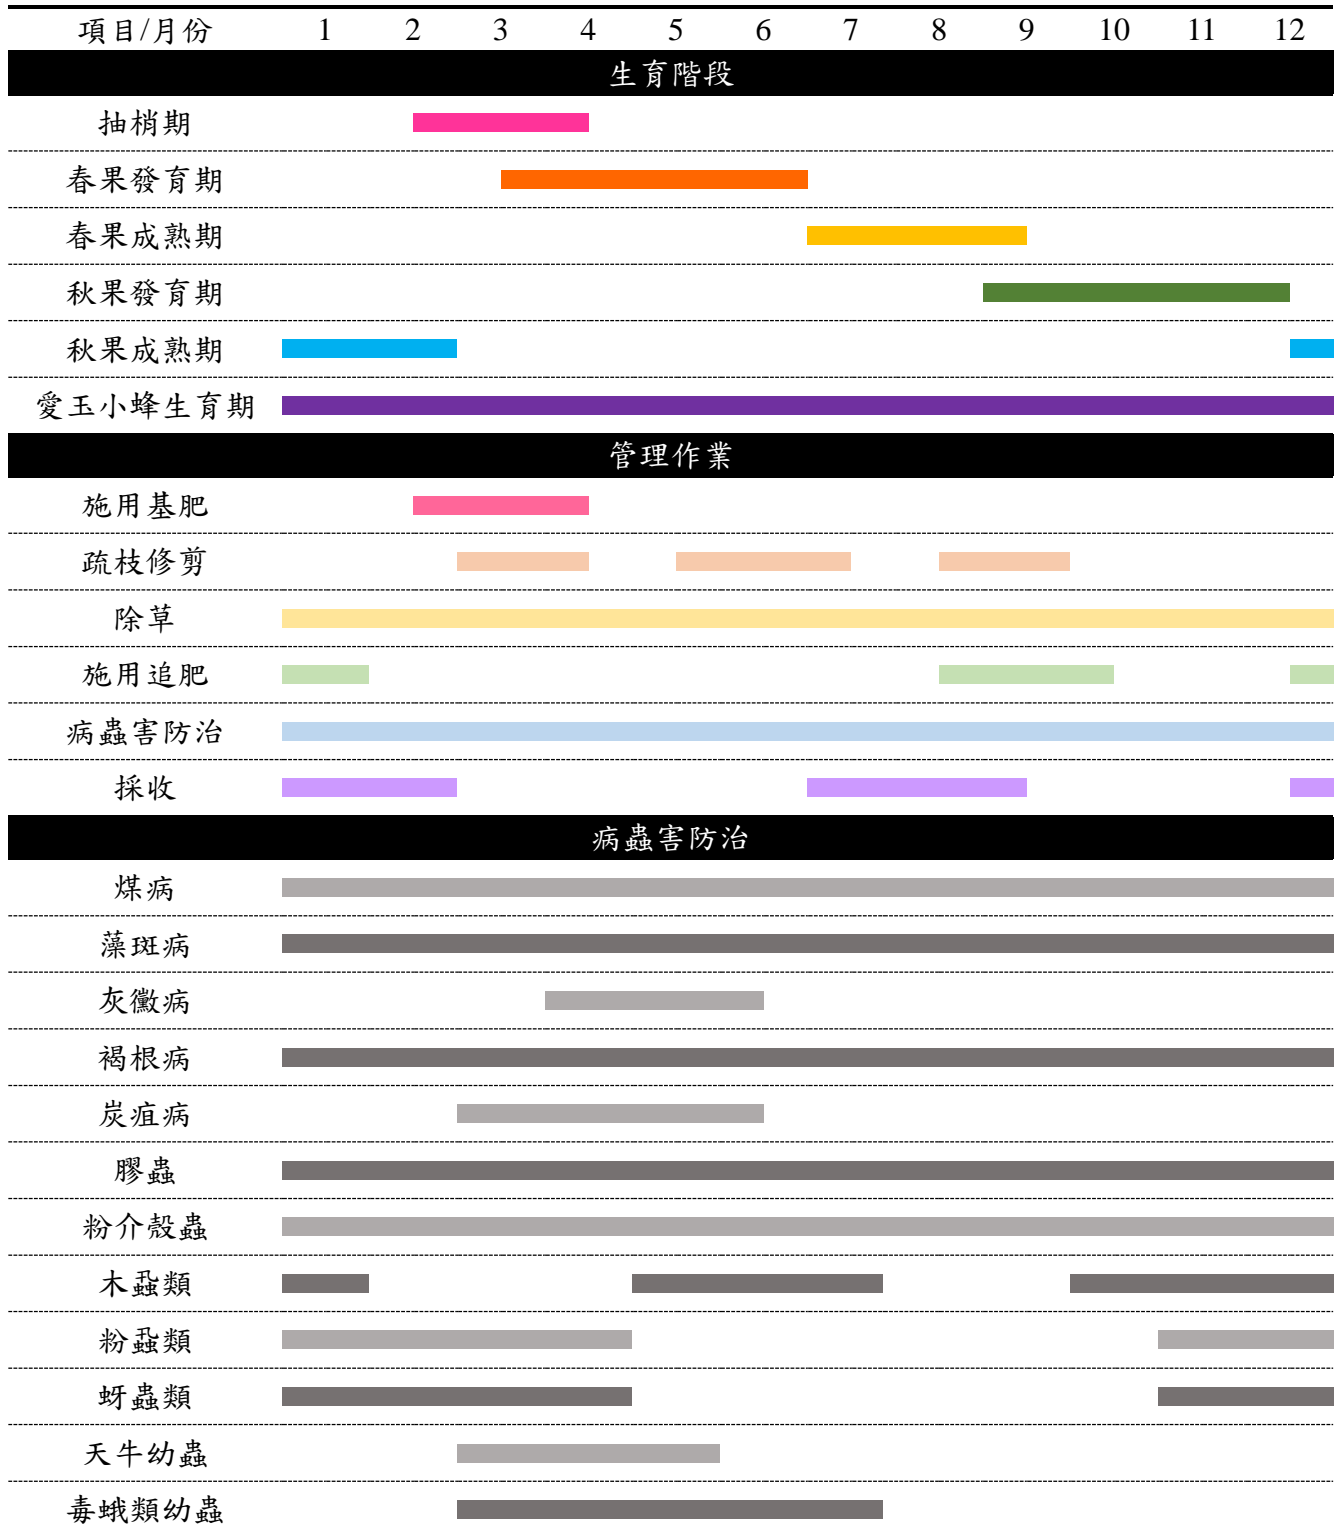 項目/月份 1 2 3 4 5 6 7 8 9 10 11 12
生育階段
抽梢期
春果發育期
春果成熟期
秋果發育期
秋果成熟期
愛玉小蜂生育期
管理作業
施用基肥
疏枝修剪
除草
施用追肥
病蟲害防治
採收
病蟲害防治
煤病
藻斑病
灰黴病
褐根病
炭疽病
膠蟲
粉介殼蟲
木蝨類
粉蝨類
蚜蟲類
天牛幼蟲
毒蛾類幼蟲